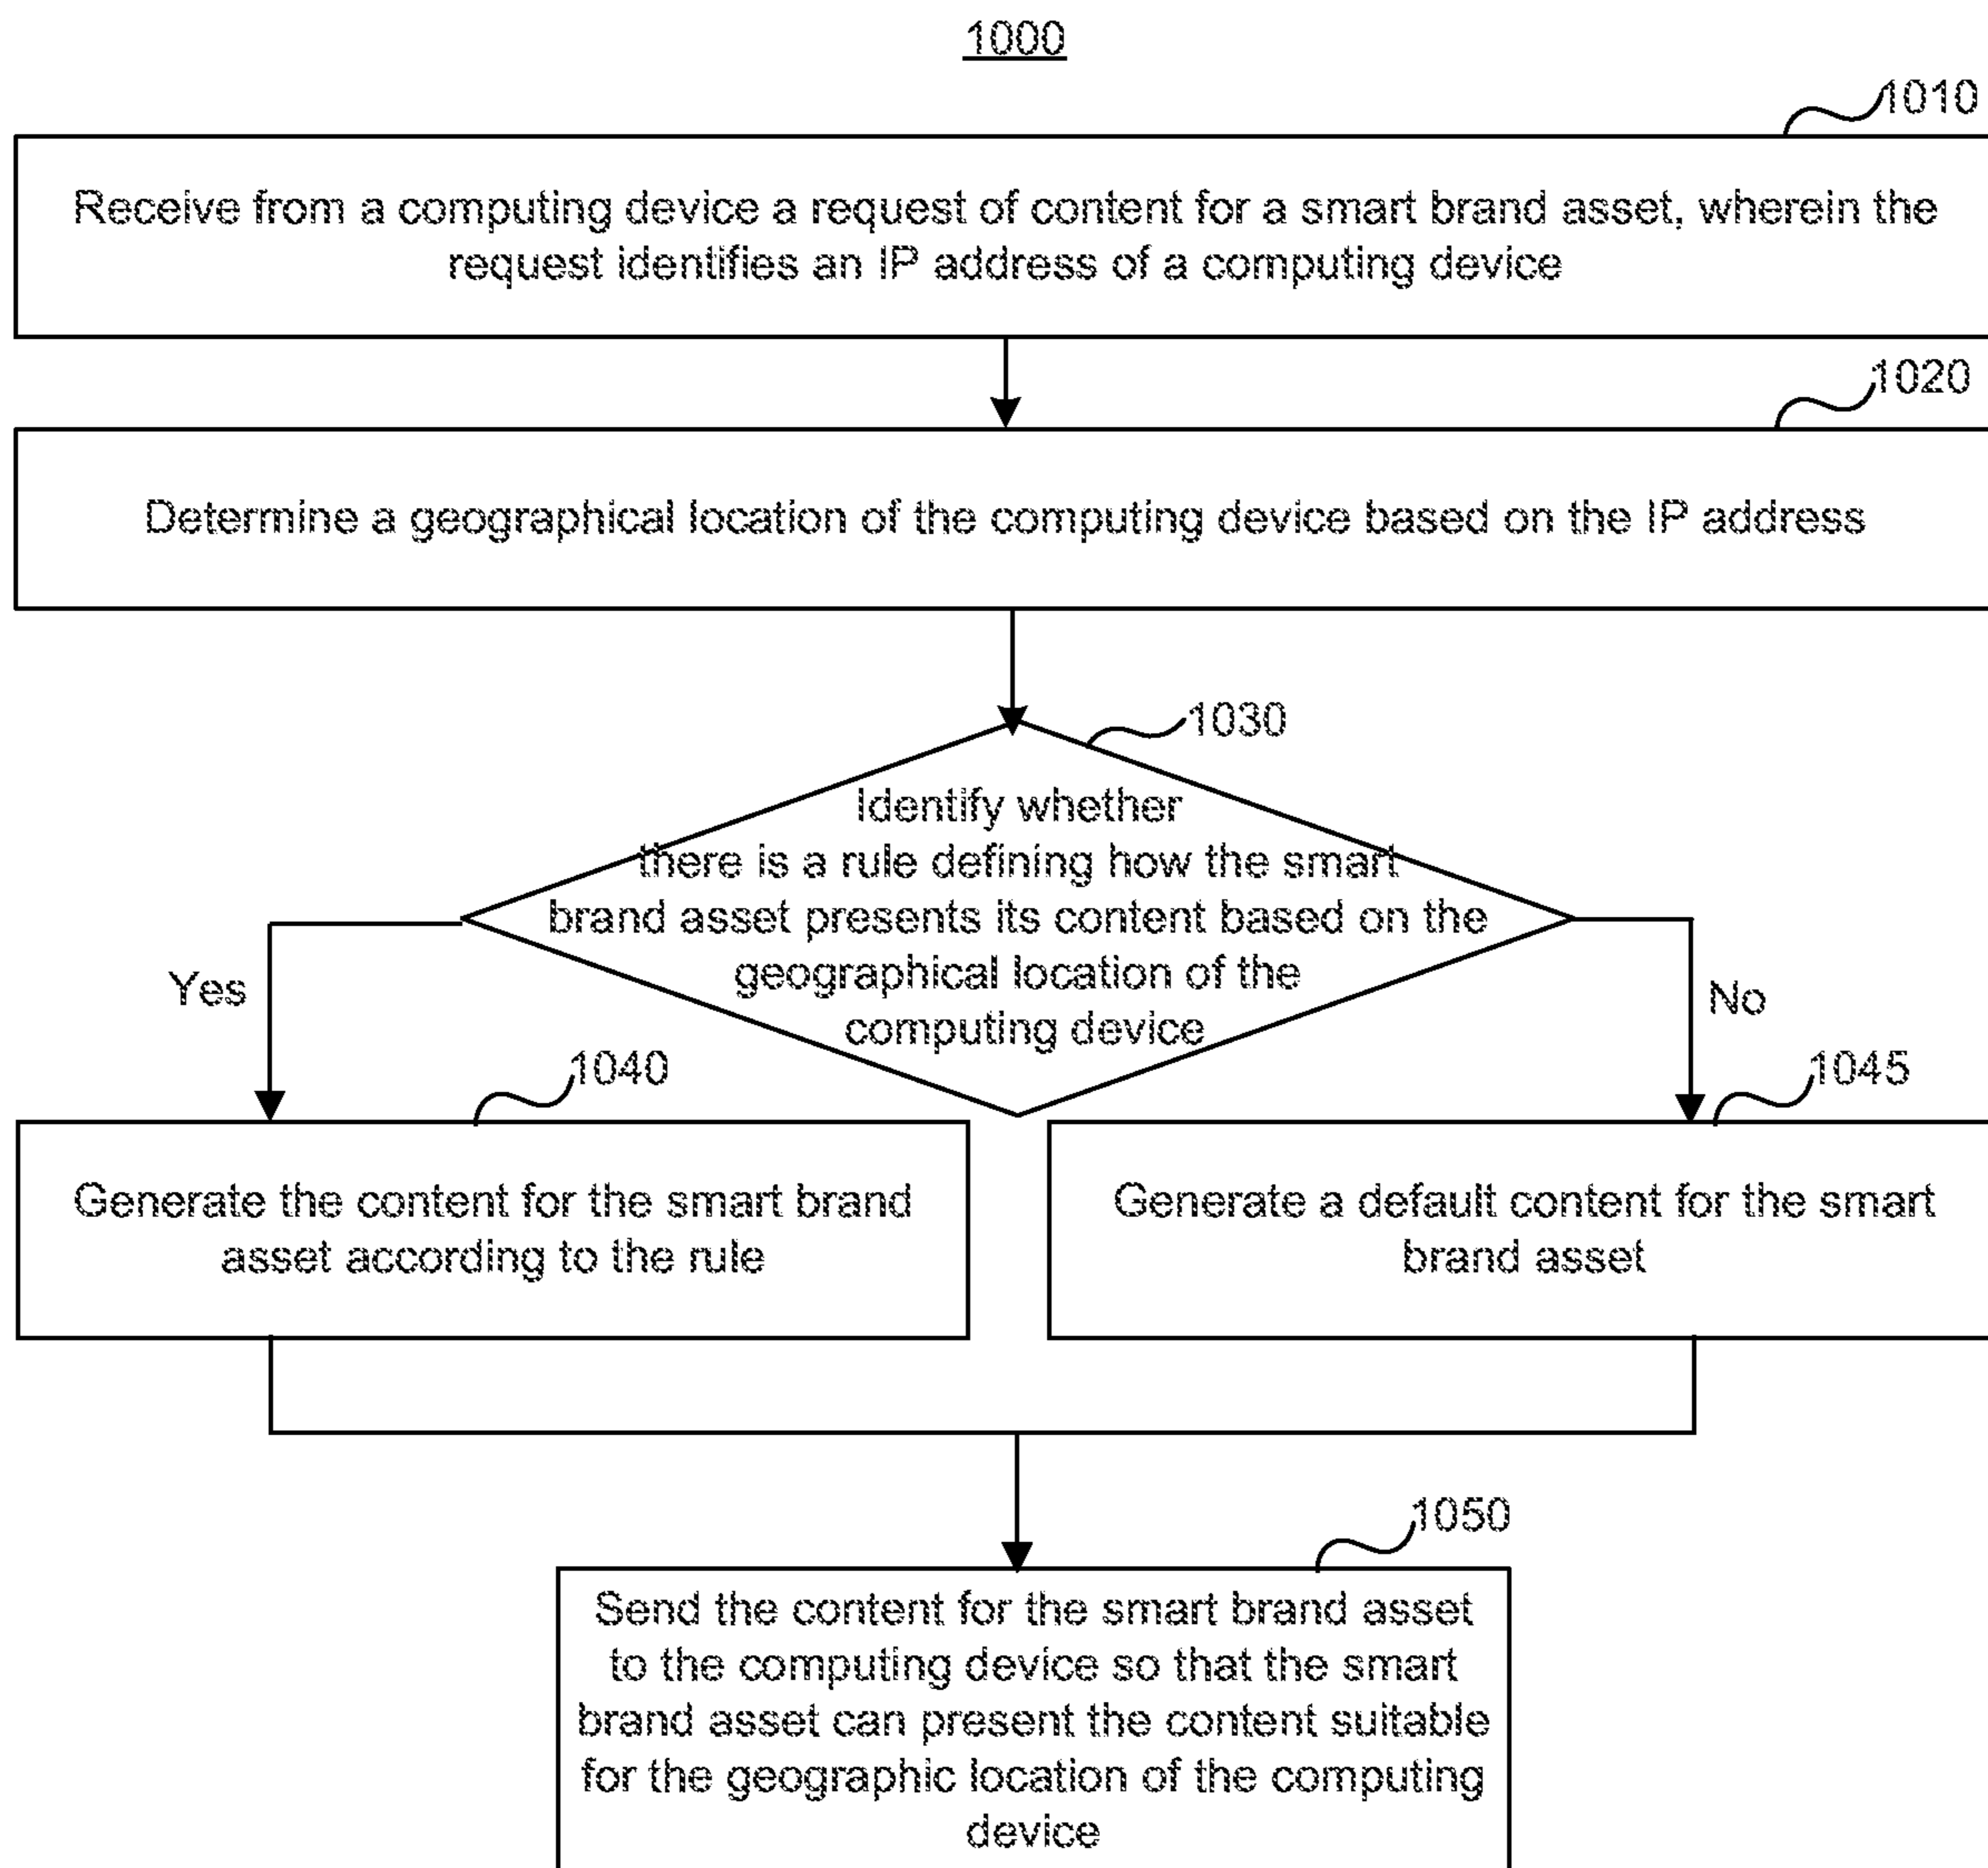 1000
1010
Receive from a computing device a request of content for a smart brand asset, wherein the
request identifies an IP address of a computing device
1020
Determine a geographical location of the computing device based on the IP address
1030
Identify whether
there is a rule defining how the smart
brand asset presents its content based on the
geographical location of the
computing device
Yes
No
1040
1045
Generate the content for the smart brand
asset according to the rule
Generate a default content for the smart
brand asset
1050
Send the content for the smart brand asset
to the computing device so that the smart
brand asset can present the content suitable
for the geographic location of the computing
device